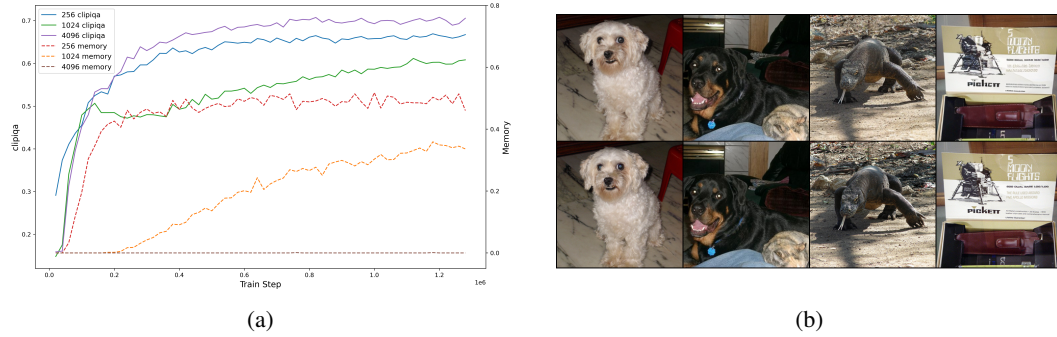 256 clipiqa
1024 clipiqa
4096 clipiqa
256 memory
1024 memory
4096 memory
clipiqa
0.7
0.6
0.5
0.4
0.3
0.2
0.8
0.6
0.4
0.2
0.0
Memory
0.0
0.2
0.4
0.6
0.8
1.0
1.2
1e6
Train Step
(a)
5
FLIGHTS
PICKETT
5
FLIGHTS
PICKETT
(b)